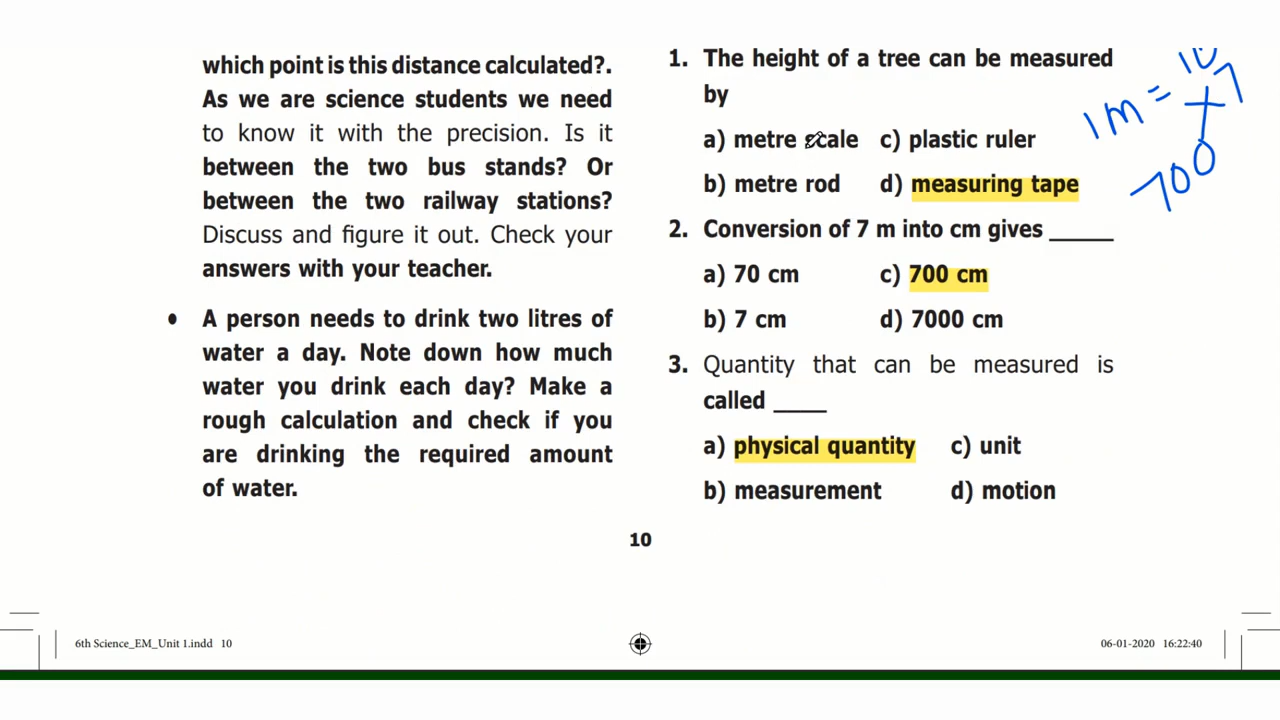 which point is this distance calculated?.
As we are science students we need
to know it with the precision. Is it
between the two bus stands? Or
between the two railway stations?
Discuss and figure it out. Check your
answers with your teacher.
• A person needs to drink two litres of
water a day. Note down how much
water you drink each day? Make a
rough calculation and check if you
are drinking the required amount
of water.
1. The height of a tree can be measured
by
a) metre scale c) plastic ruler
b) metre rod d) measuring tape
2. Conversion of 7 m into cm gives _____
a) 70 cm c) 700 cm
b) 7 cm d) 7000 cm
3. Quantity that can be measured is
called ____
a) physical quantity c) unit
b) measurement d) motion
1m =
700
10
6th Science_EM_Unit 1.indd 10
06-01-2020 16:22:40